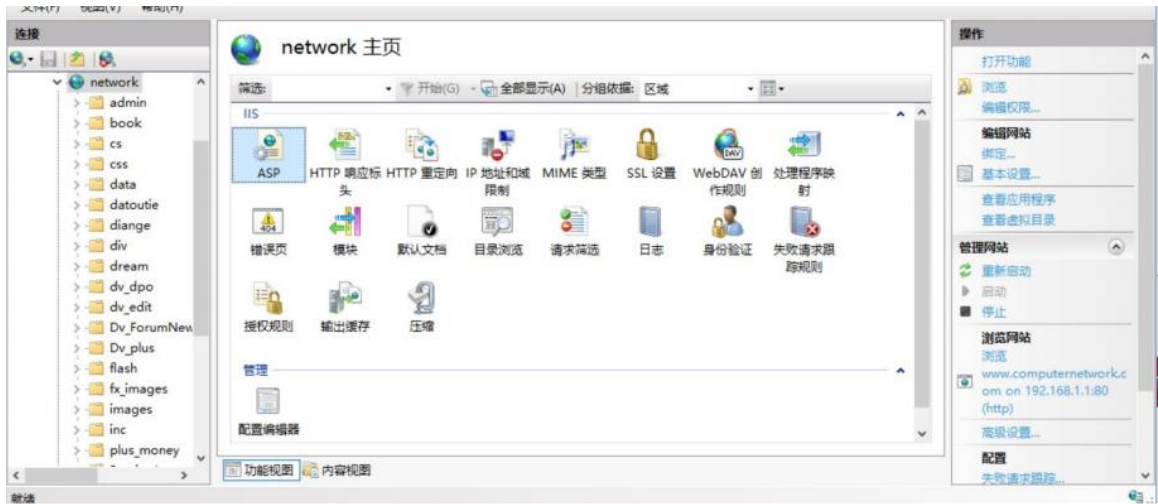 文件(F) 视图(V) 帮助(H)
连接
network
admin
book
cs
css
data
datoutie
diange
div
dream
dv_dpo
dv_edit
Dv_ForumNew
Dv_plus
flash
fx_images
images
inc
plus_money
network 主页
筛选: 开始(G) 全部显示(A) 分组依据: 区域
IIS
ASP
HTTP 响应标
头
HTTP 重定向
IP 地址和域
限制
MIME 类型
SSL 设置
WebDAV 创
作规则
处理程序映
射
404
错误页
模块
默认文档
目录浏览
请求筛选
日志
身份验证
失败请求跟
踪规则
授权规则
输出缓存
压缩
管理
配置编辑器
功能视图 内容视图
操作
打开功能
浏览
编辑权限...
编辑网站
绑定...
基本设置...
查看应用程序
查看虚拟目录
管理网站
重新启动
启动
停止
浏览网站
浏览
www.computernetwork.c
om on 192.168.1.1:80
(http)
高级设置...
配置
失败请求跟踪...
就绪